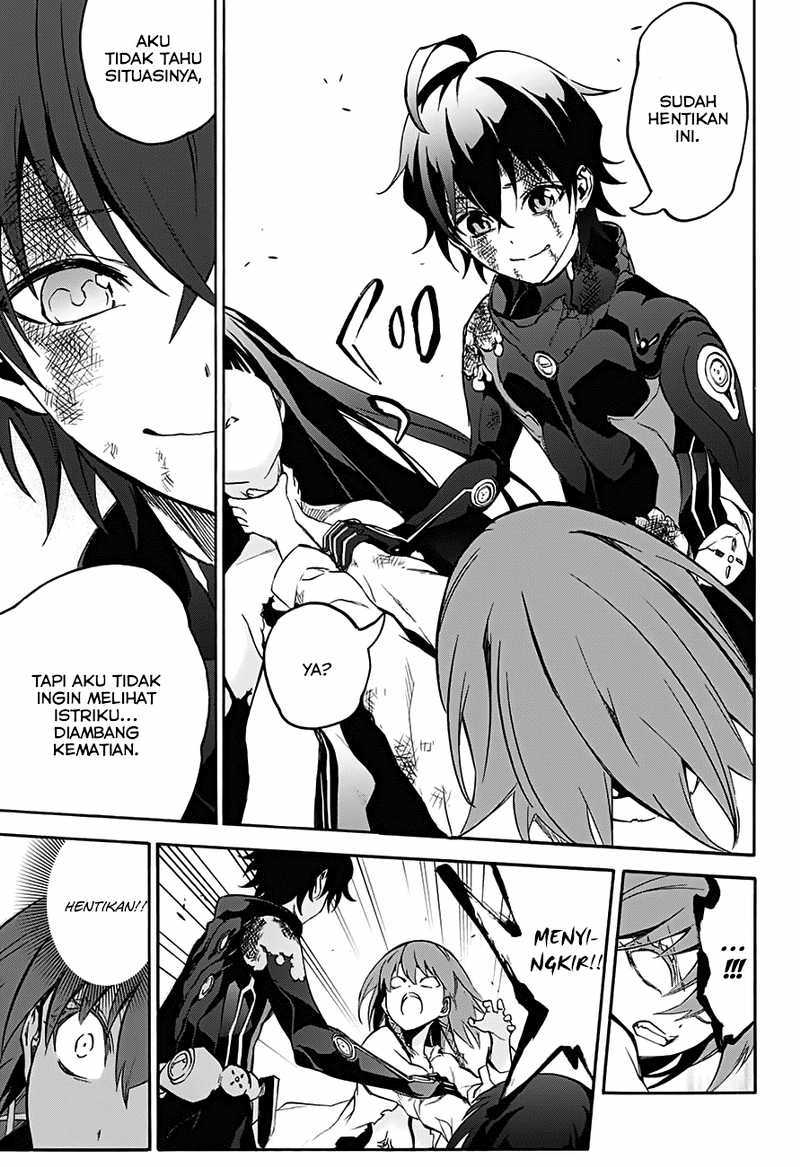 SUDAH
HENTIKAN
INI.
YA?
AKU
TIDAK TAHU
SITUASINYA,
TAPI AKU TIDAK
INGIN MELIHAT
ISTRIKU...
DIAMBANG
KEMATIAN.
...
!!!
MENYI-
NGKIR!!
HENTIKAN!!